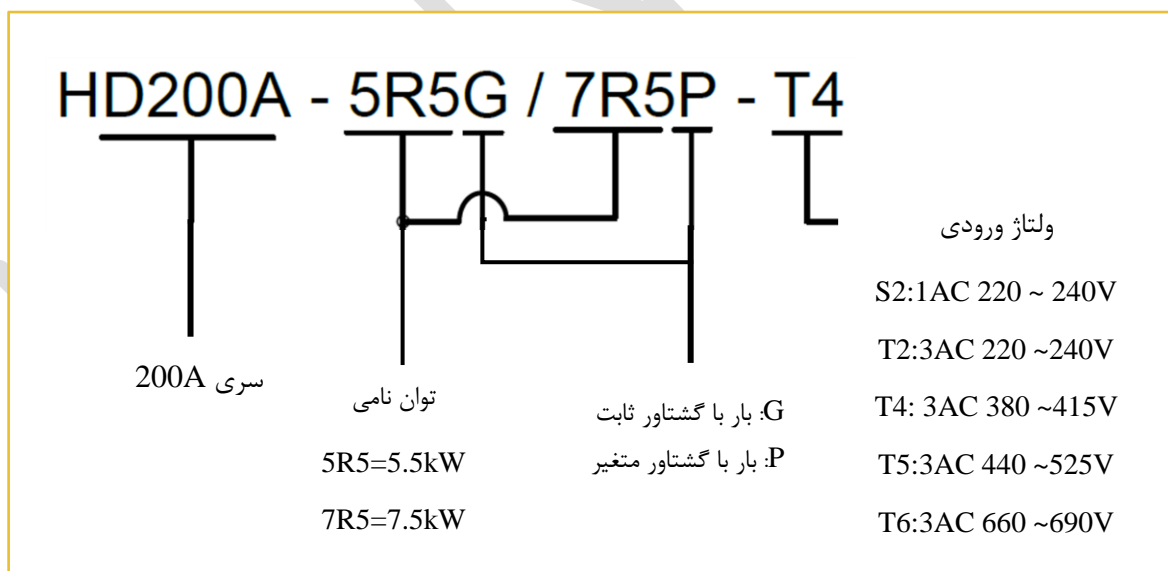 HD200A - 5R5G / 7R5P - T4
ولتاژ ورودی
S2:1AC 220 ~ 240V
T2:3AC 220 ~240V
T4: 3AC 380 ~415V
T5:3AC 440 ~525V
T6:3AC 660 ~690V
سری 200A
توان نامی
5R5=5.5kW
7R5=7.5kW
G: بار با گشتاور ثابت
P: بار با گشتاور متغیر